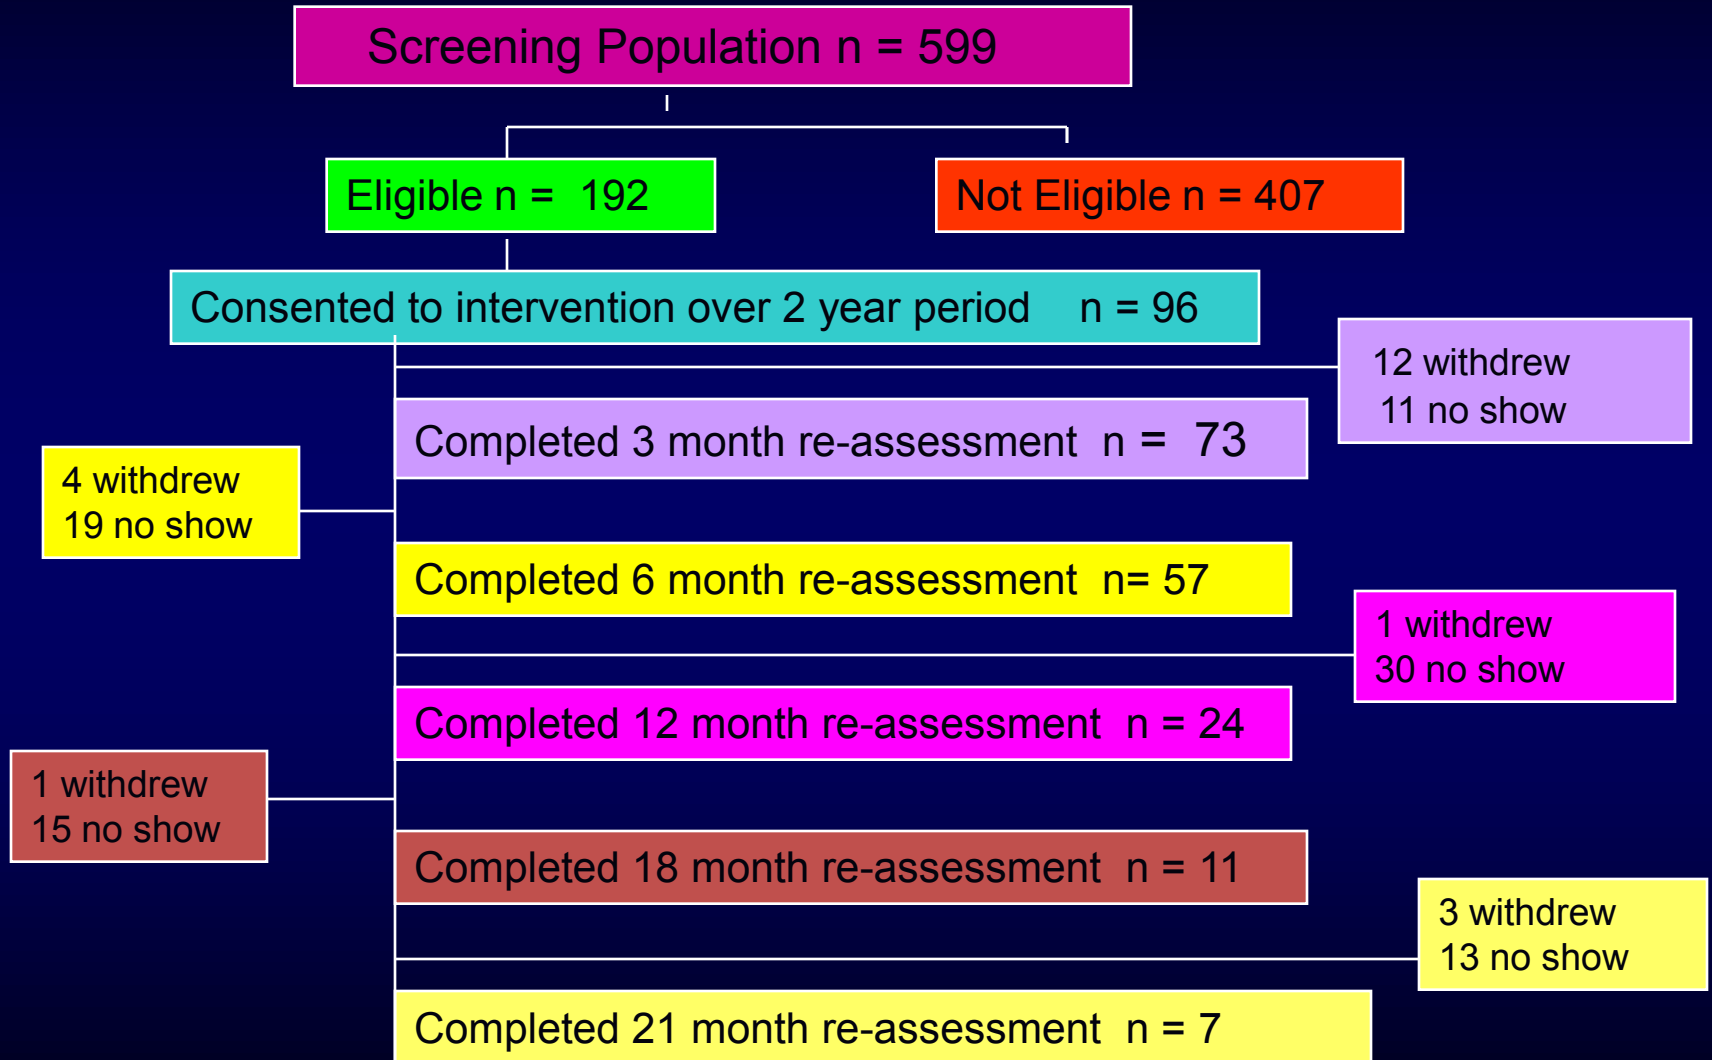 Screening Population n = 599
Eligible n = 192
Not Eligible n = 407
Consented to intervention over 2 year period n = 96
12 withdrew
11 no show
Completed 3 month re-assessment n = 73
4 withdrew
19 no show
Completed 6 month re-assessment n= 57
1 withdrew
30 no show
Completed 12 month re-assessment n = 24
1 withdrew
15 no show
Completed 18 month re-assessment n = 11
3 withdrew
13 no show
Completed 21 month re-assessment n = 7